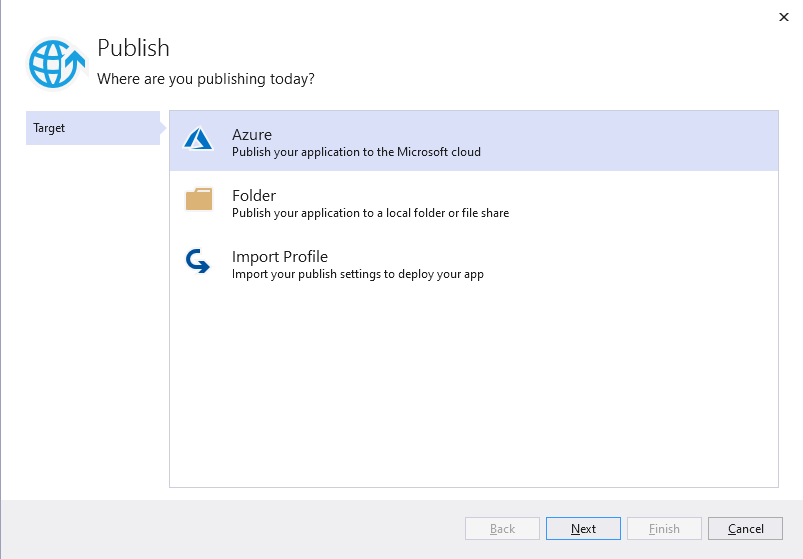 Publish
Where are you publishing today?
Target
Azure
Publish your application to the Microsoft cloud
Folder
Publish your application to a local folder or file share
Import Profile
Import your publish settings to deploy your app
Back
Next
Finish
Cancel